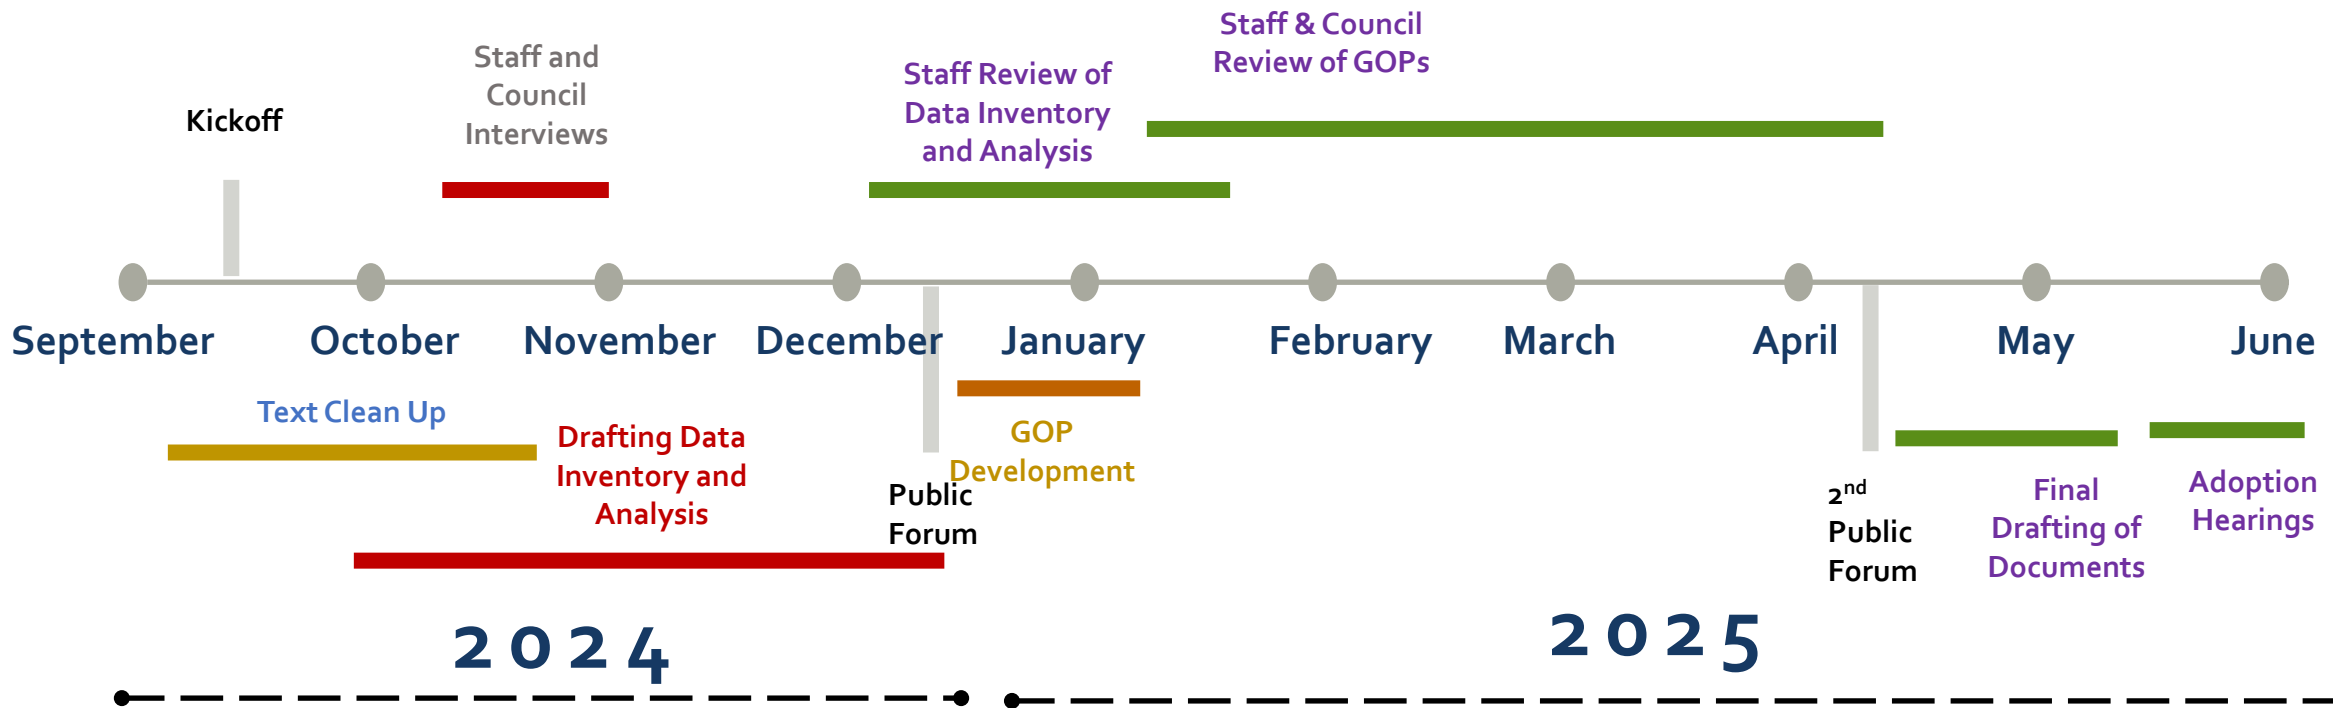 Staff & Council
Review of GOPs
Staff and
Council
Interviews
Staff Review of
Data Inventory
and Analysis
Kickoff
September
October
November
December
January
February
March
April
May
June
Text Clean Up
Drafting Data
Inventory and
Analysis
GOP
Development
Public
Forum
2nd
Public
Forum
Final
Drafting of
Documents
Adoption
Hearings
2024
2025